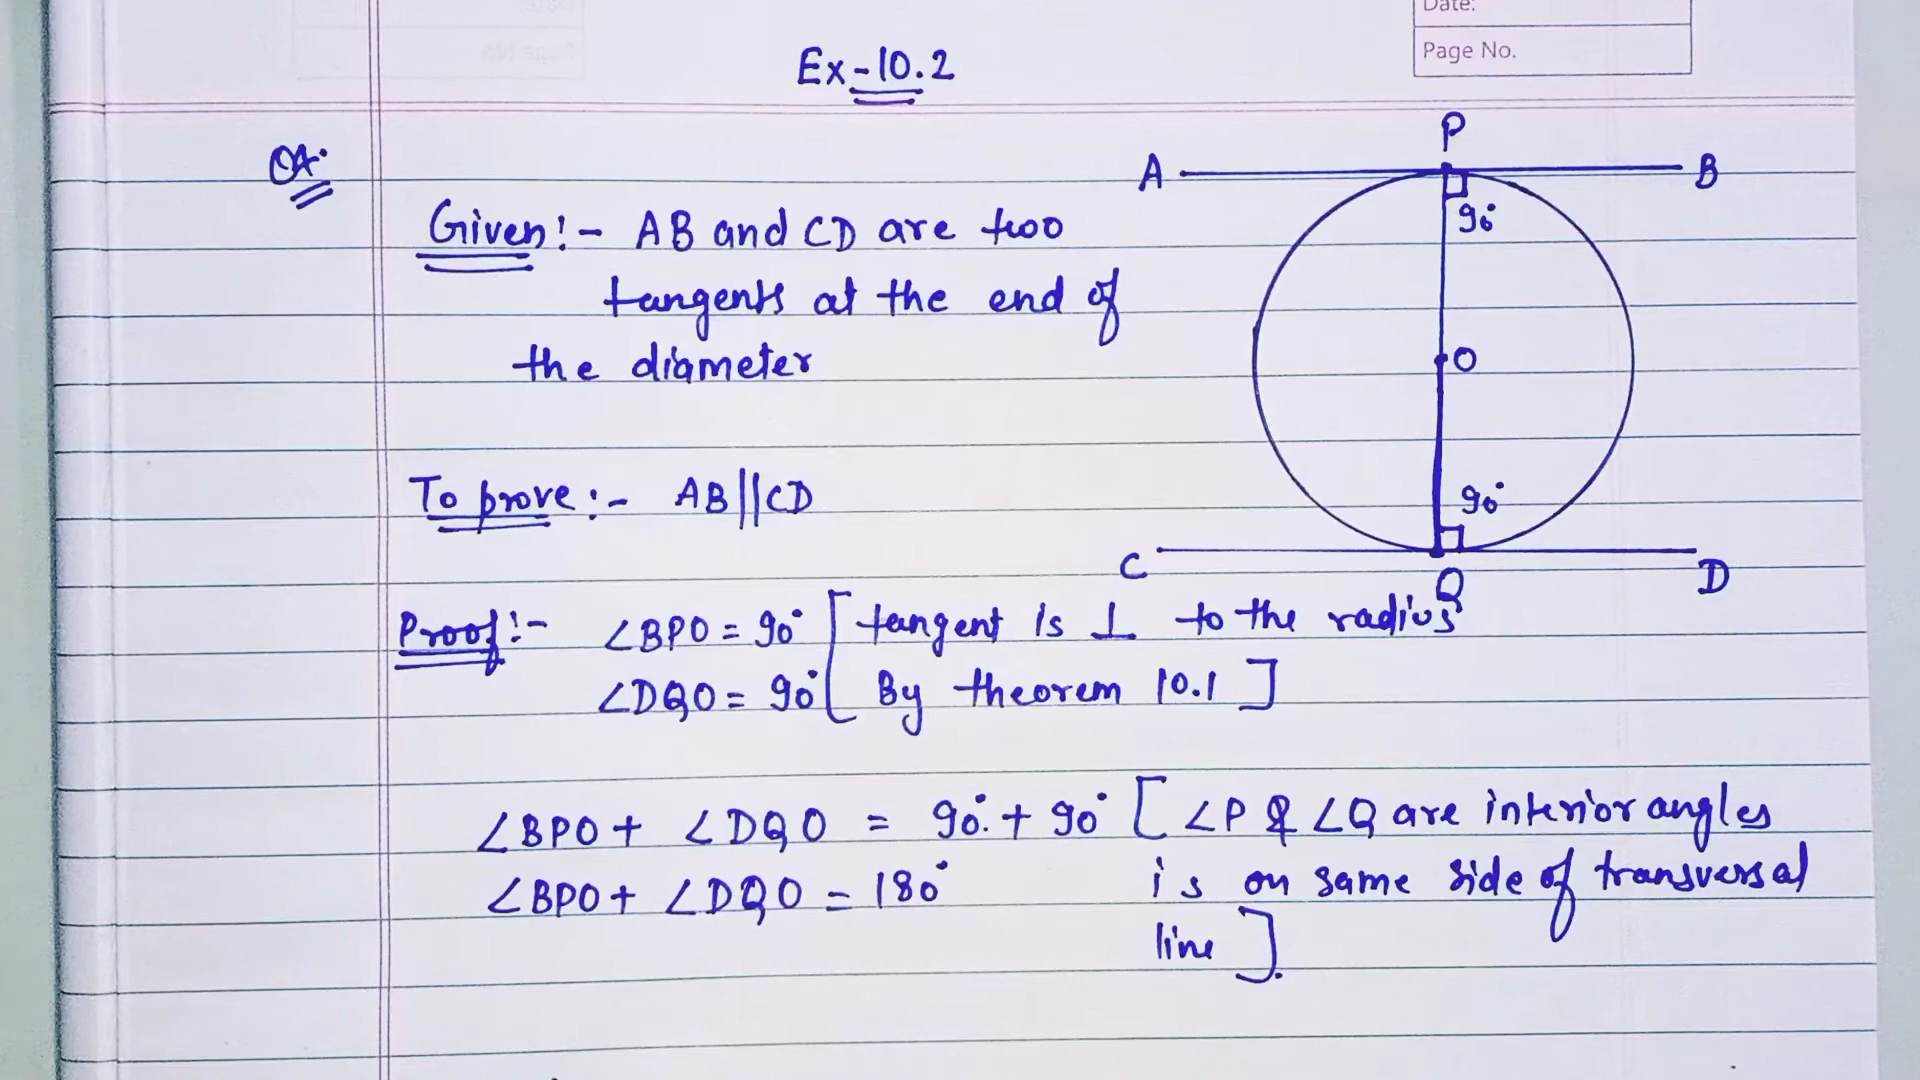 Date:
Page No.
Ex-10.2
Q4.
P
A
B
Given:- AB and CD are two
90°
tangents at the end of
the diameter
O
To prove:- AB||CD
90°
C
Q
D
Proof:- ∠BPO = 90° [tangent is ⊥ to the radius
∠DQO = 90° By theorem 10.1]
∠BPO + ∠DQO = 90° + 90° [∠P & ∠Q are interior angles
∠BPO + ∠DQO = 180° is on same side of transversal
line].